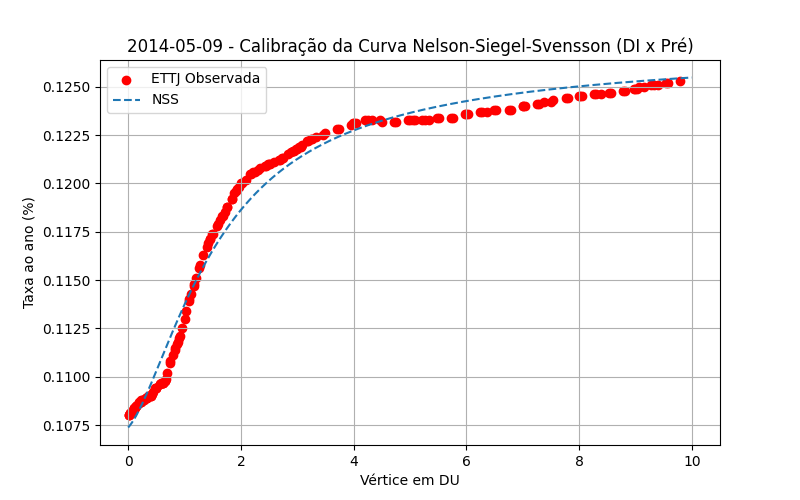 2014-05-09 - Calibração da Curva Nelson-Siegel-Svensson (DI x Pré)
ETTJ Observada
NSS
Taxa ao ano (%)
0.1250
0.1225
0.1200
0.1175
0.1150
0.1125
0.1100
0.1075
0 2 4 6 8 10
Vértice em DU